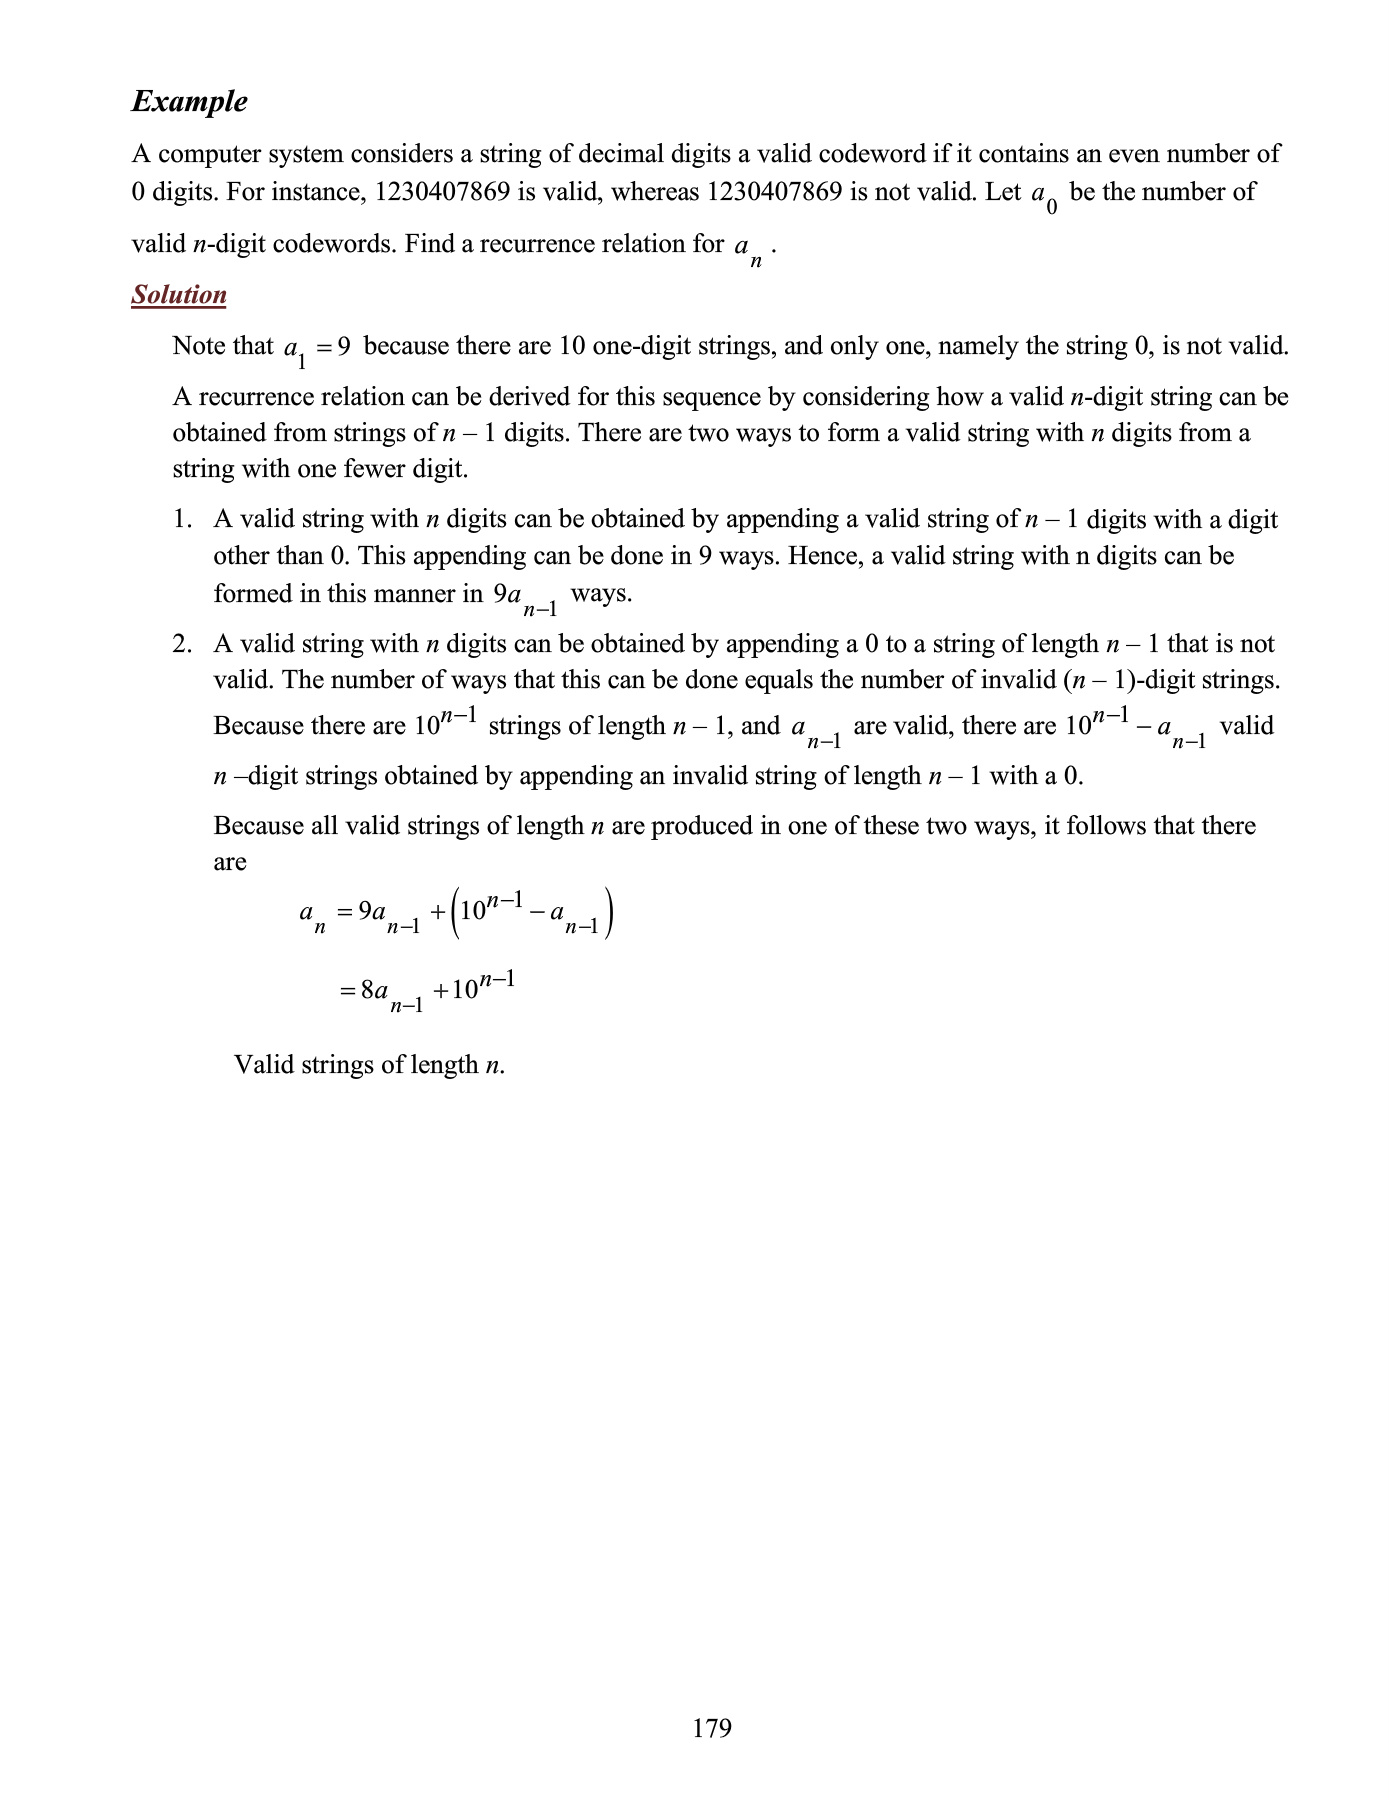 Example
A computer system considers a string of decimal digits a valid codeword if it contains an even number of
0 digits. For instance, 1230407869 is valid, whereas 1230407869 is not valid. Let a_0 be the number of
valid n-digit codewords. Find a recurrence relation for a_n .
Solution
Note that a_1 = 9 because there are 10 one-digit strings, and only one, namely the string 0, is not valid.
A recurrence relation can be derived for this sequence by considering how a valid n-digit string can be
obtained from strings of n – 1 digits. There are two ways to form a valid string with n digits from a
string with one fewer digit.
1. A valid string with n digits can be obtained by appending a valid string of n – 1 digits with a digit
other than 0. This appending can be done in 9 ways. Hence, a valid string with n digits can be
formed in this manner in 9a_{n–1} ways.
2. A valid string with n digits can be obtained by appending a 0 to a string of length n – 1 that is not
valid. The number of ways that this can be done equals the number of invalid (n – 1)-digit strings.
Because there are 10^{n–1} strings of length n – 1, and a_{n–1} are valid, there are 10^{n–1} – a_{n–1} valid
n –digit strings obtained by appending an invalid string of length n – 1 with a 0.
Because all valid strings of length n are produced in one of these two ways, it follows that there
are
a_n = 9a_{n–1} + (10^{n–1} – a_{n–1})
= 8a_{n–1} + 10^{n–1}
Valid strings of length n.
179